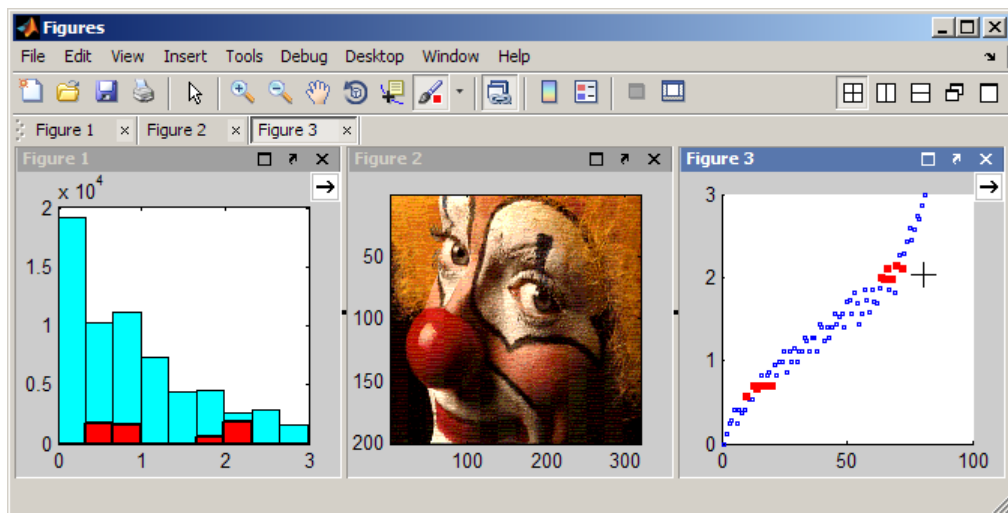 Figures
File Edit View Insert Tools Debug Desktop Window Help
Figure 1 × Figure 2 × Figure 3 ×
Figure 1
x 10^4
2
1.5
1
0.5
0
0 1 2 3
Figure 2
50
100
150
200
100 200 300
Figure 3
3
2
1
0
0 50 100